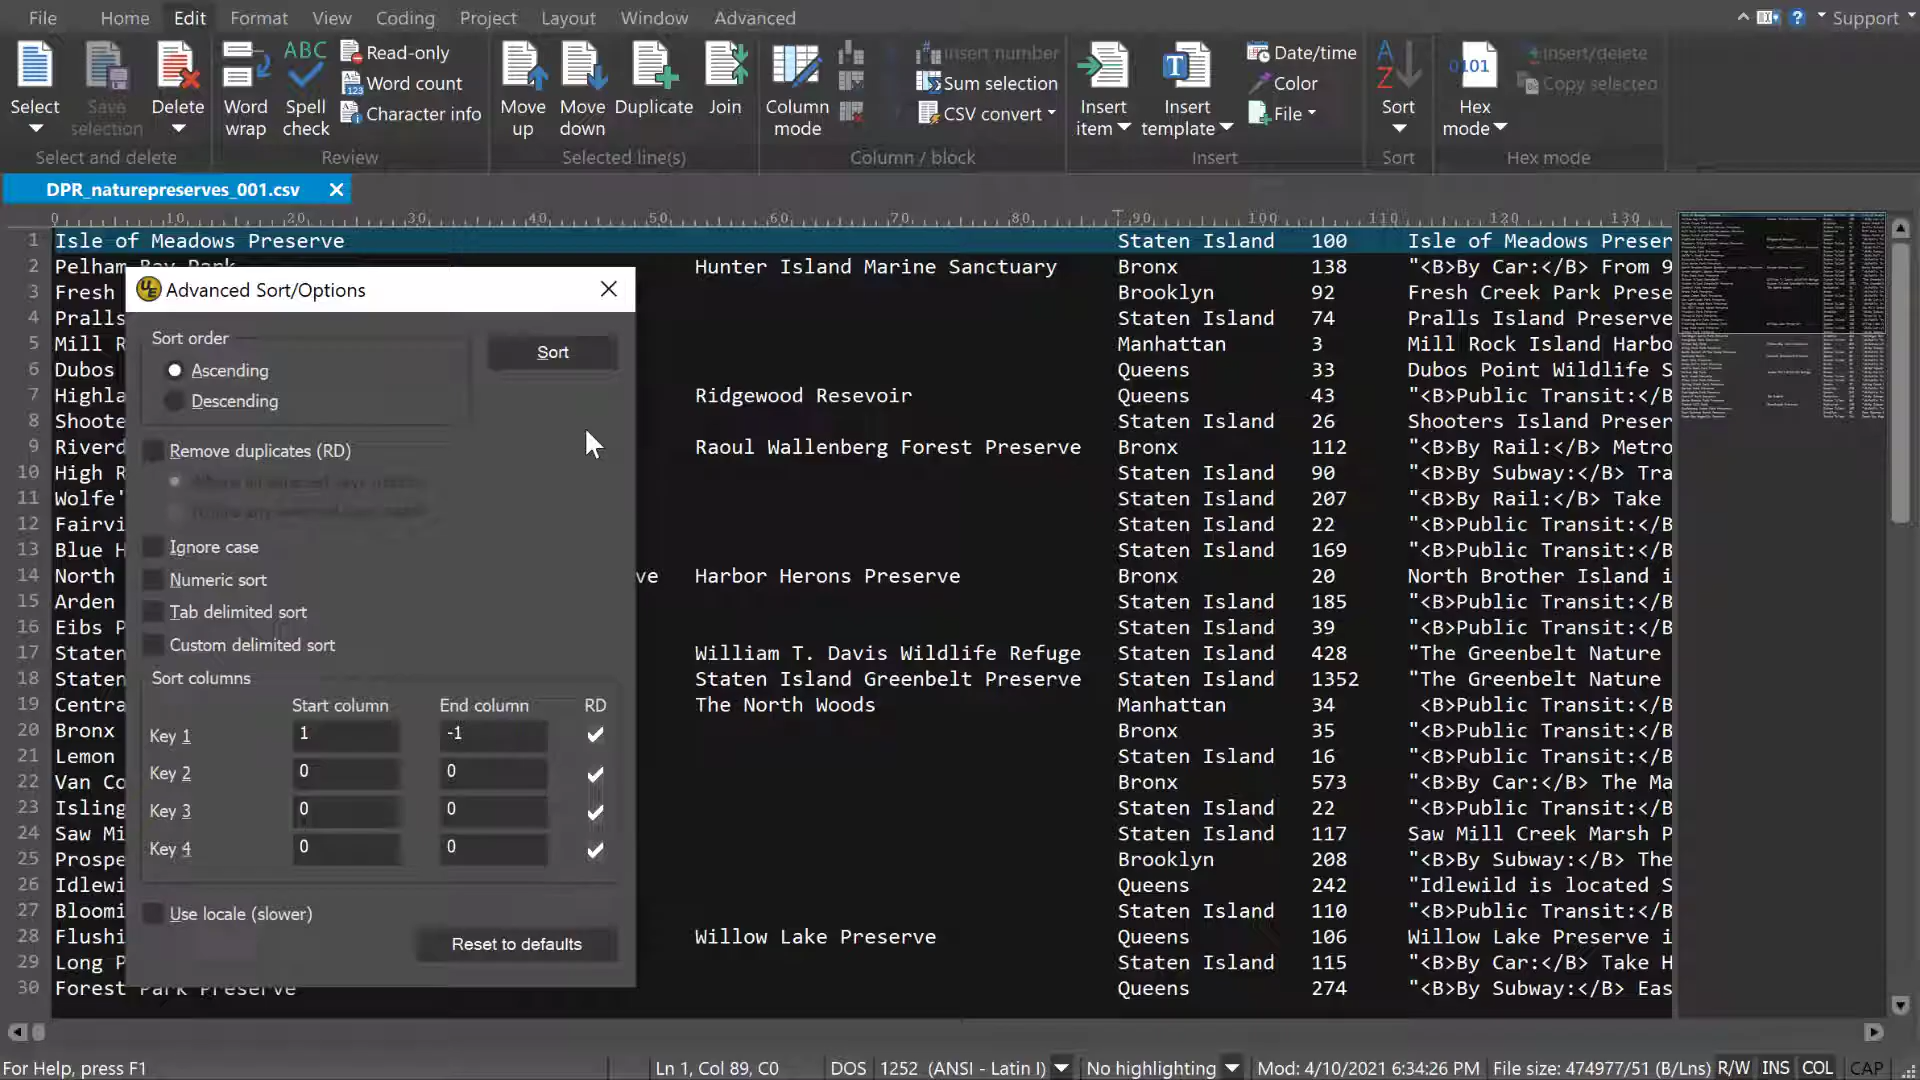 File Home Edit Format View Coding Project Layout Window Advanced Support
Select
Save selection
Delete
Select and delete
Word wrap
ABC
Spell check
Read-only
Word count
Character info
Review
Move up
Move down
Duplicate
Join
Selected line(s)
Column mode
Insert number
Sum selection
CSV convert
Column / block
Insert item
Insert template
Date/time
Color
File
Insert
Sort
Sort
0101
Hex mode
Insert/delete
Copy selected
Hex mode
DPR_naturepreserves_001.csv
0 10 20 30 40 50 60 70 80 90 100 110 120 130
1 Isle of Meadows Preserve Staten Island 100 Isle of Meadows Preser
2 Pelham Bay Park Hunter Island Marine Sanctuary Bronx 138 "<B>By Car:</B> From 9
3 Fresh Brooklyn 92 Fresh Creek Park Prese
4 Pralls Staten Island 74 Pralls Island Preserve
5 Mill R Manhattan 3 Mill Rock Island Harbo
6 Dubos Queens 33 Dubos Point Wildlife S
7 Highla Ridgewood Resevoir Queens 43 "<B>Public Transit:</B
8 Shoote Staten Island 26 Shooters Island Preser
9 Riverd Raoul Wallenberg Forest Preserve Bronx 112 "<B>By Rail:</B> Metro
10 High R Staten Island 90 "<B>By Subway:</B> Tra
11 Wolfe' Staten Island 207 "<B>By Rail:</B> Take
12 Fairvi Staten Island 22 "<B>Public Transit:</B
13 Blue H Staten Island 169 "<B>Public Transit:</B
14 North ve Harbor Herons Preserve Bronx 20 North Brother Island i
15 Arden Staten Island 185 "<B>Public Transit:</B
16 Eibs P Staten Island 39 "<B>Public Transit:</B
17 Staten William T. Davis Wildlife Refuge Staten Island 428 "The Greenbelt Nature
18 Staten Staten Island Greenbelt Preserve Staten Island 1352 "The Greenbelt Nature
19 Centra The North Woods Manhattan 34 <B>Public Transit:</B
20 Bronx Bronx 35 "<B>Public Transit:</B
21 Lemon Staten Island 16 "<B>Public Transit:</B
22 Van Co Bronx 573 "<B>By Car:</B> The Ma
23 Isling Staten Island 22 "<B>Public Transit:</B
24 Saw Mi Staten Island 117 Saw Mill Creek Marsh P
25 Prospe Brooklyn 208 "<B>By Subway:</B> The
26 Idlewi Queens 242 "Idlewild is located S
27 Bloomi Staten Island 110 "<B>Public Transit:</B
28 Flushi Willow Lake Preserve Queens 106 Willow Lake Preserve i
29 Long P Staten Island 115 "<B>By Car:</B> Take H
30 Forest Park Preserve Queens 274 "<B>By Subway:</B> Eas
Advanced Sort/Options
Sort order
Ascending
Descending
Sort
Remove duplicates (RD)
Ignore case
Numeric sort
Tab delimited sort
Custom delimited sort
Sort columns
Start column End column RD
Key 1 1 -1
Key 2 0 0
Key 3 0 0
Key 4 0 0
Use locale (slower)
Reset to defaults
For Help, press F1 Ln 1, Col 89, C0 DOS 1252 (ANSI - Latin I) No highlighting Mod: 4/10/2021 6:34:26 PM File size: 474977/51 (B/Lns) R/W INS COL CAP